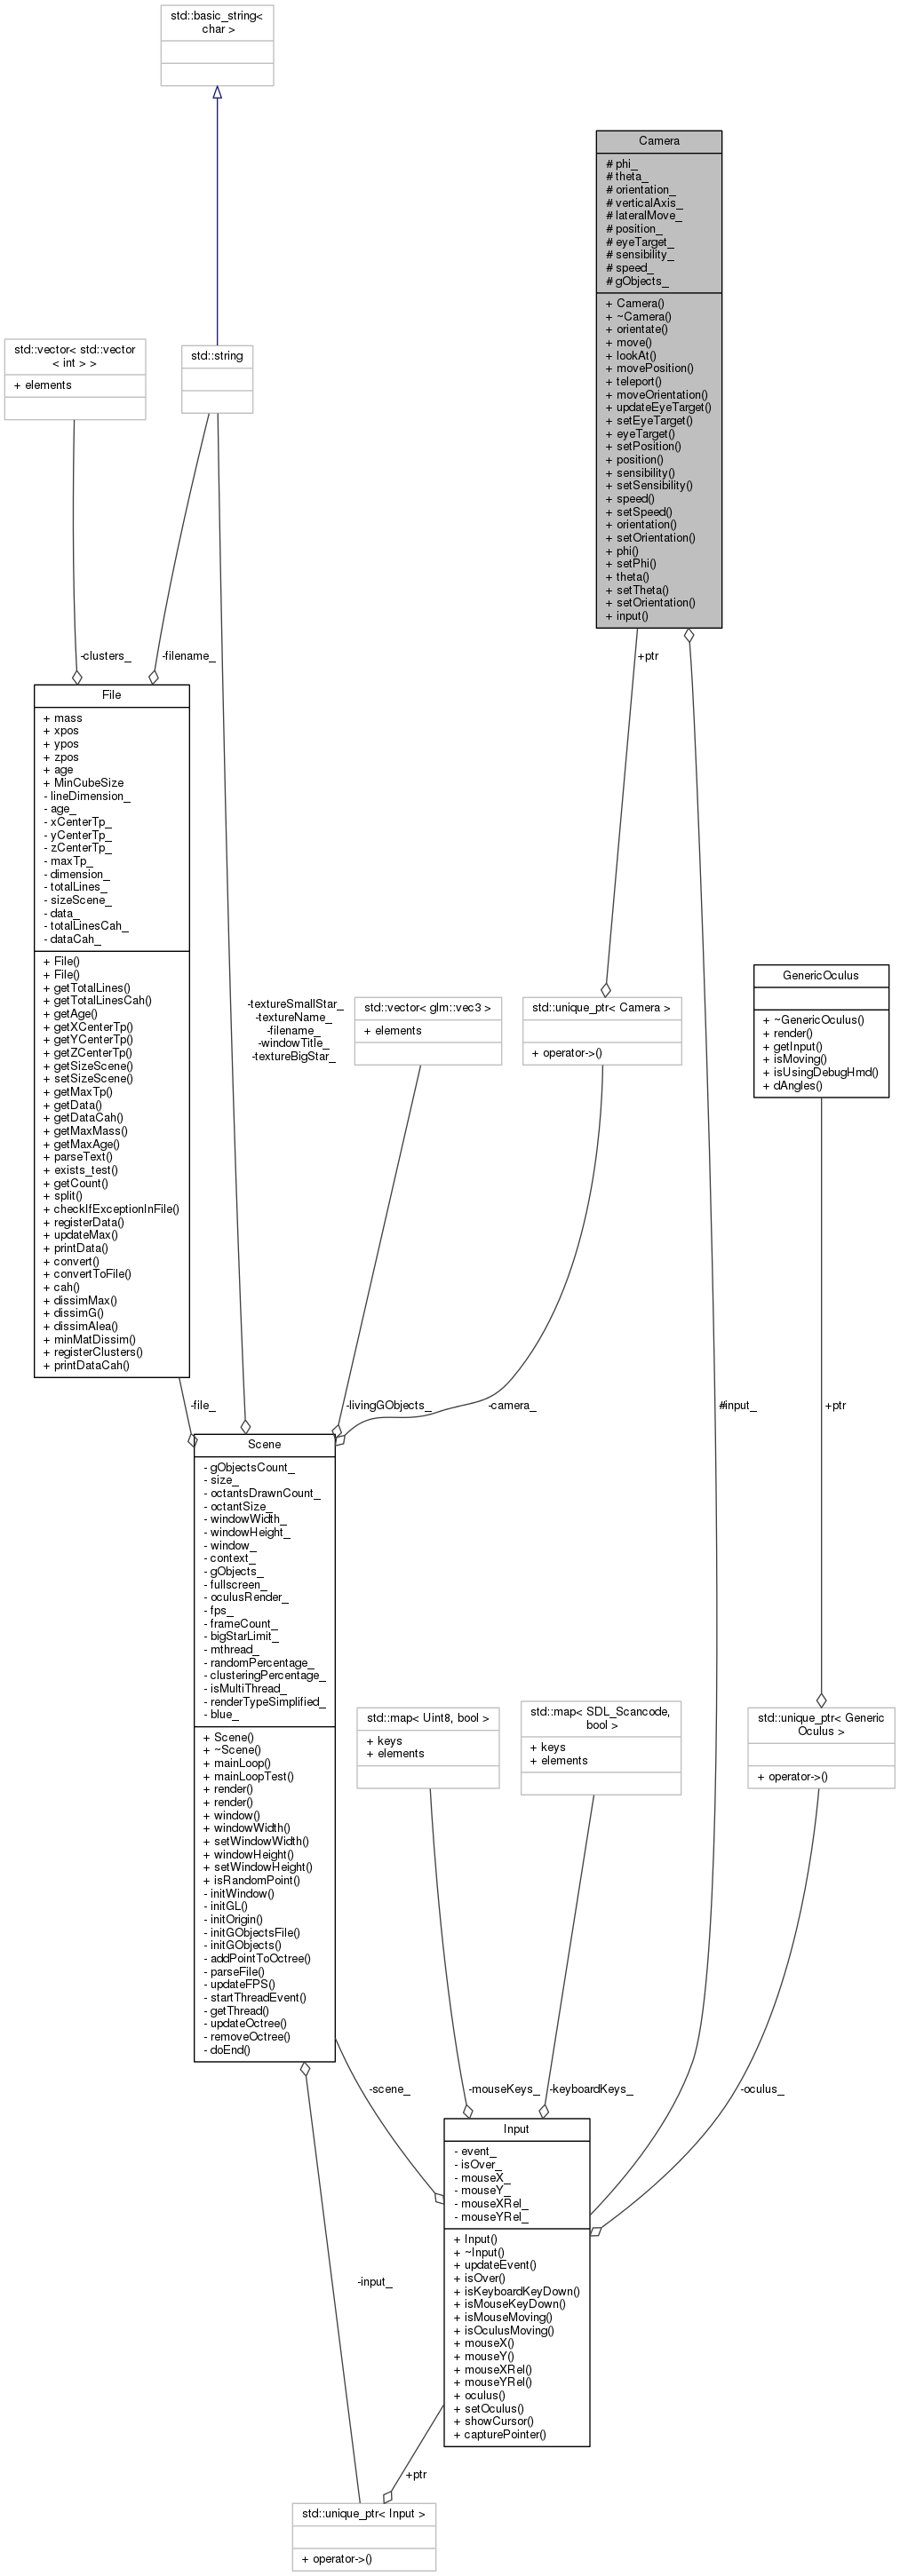 std::basic_string<
char >
Camera
# phi_
# theta_
# orientation_
# verticalAxis_
# lateralMove_
# position_
# eyeTarget_
# sensibility_
# speed_
# gObjects_
+ Camera()
+ ~Camera()
+ orientate()
+ move()
+ lookAt()
+ movePosition()
+ teleport()
+ moveOrientation()
+ updateEyeTarget()
+ setEyeTarget()
+ eyeTarget()
+ setPosition()
+ position()
+ sensibility()
+ setSensibility()
+ speed()
+ setSpeed()
+ orientation()
+ setOrientation()
+ phi()
+ setPhi()
+ theta()
+ setTheta()
+ setOrientation()
+ input()
std::vector< std::vector
< int > >
+ elements
std::string
-clusters_
-filename_
+ptr
File
+ mass
+ xpos
+ ypos
+ zpos
+ age
+ MinCubeSize
- lineDimension_
- age_
- xCenterTp_
- yCenterTp_
- zCenterTp_
- maxTp_
- dimension_
- totalLines_
- sizeScene_
- data_
- totalLinesCah_
- dataCah_
+ File()
+ File()
+ getTotalLines()
+ getTotalLinesCah()
+ getAge()
+ getXCenterTp()
+ getYCenterTp()
+ getZCenterTp()
+ getSizeScene()
+ setSizeScene()
+ getMaxTp()
+ getData()
+ getDataCah()
+ getMaxMass()
+ getMaxAge()
+ parseText()
+ exists_test()
+ getCount()
+ split()
+ checkIfExceptionInFile()
+ registerData()
+ updateMax()
+ printData()
+ convert()
+ convertToFile()
+ cah()
+ dissimMax()
+ dissimG()
+ dissimAlea()
+ minMatDissim()
+ registerClusters()
+ printDataCah()
-textureSmallStar_
-textureName_
-filename_
-windowTitle_
-textureBigStar_
std::vector< glm::vec3 >
+ elements
std::unique_ptr< Camera >
+ operator->()
GenericOculus
+ ~GenericOculus()
+ render()
+ getInput()
+ isMoving()
+ isUsingDebugHmd()
+ dAngles()
-file_
-livingGObjects_
-camera_
#input_
+ptr
Scene
- gObjectsCount_
- size_
- octantsDrawnCount_
- octantSize_
- windowWidth_
- windowHeight_
- window_
- context_
- gObjects_
- fullscreen_
- oculusRender_
- fps_
- frameCount_
- bigStarLimit_
- mthread_
- randomPercentage_
- clusteringPercentage_
- isMultiThread_
- renderTypeSimplified_
- blue_
+ Scene()
+ ~Scene()
+ mainLoop()
+ mainLoopTest()
+ render()
+ render()
+ window()
+ windowWidth()
+ setWindowWidth()
+ windowHeight()
+ setWindowHeight()
+ isRandomPoint()
- initWindow()
- initGL()
- initOrigin()
- initGObjectsFile()
- initGObjects()
- addPointToOctree()
- parseFile()
- updateFPS()
- startThreadEvent()
- getThread()
- updateOctree()
- removeOctree()
- doEnd()
std::map< Uint8, bool >
+ keys
+ elements
std::map< SDL_Scancode,
bool >
+ keys
+ elements
std::unique_ptr< Generic
Oculus >
+ operator->()
-scene_
-mouseKeys_
-keyboardKeys_
-oculus_
Input
- event_
- isOver_
- mouseX_
- mouseY_
- mouseXRel_
- mouseYRel_
+ Input()
+ ~Input()
+ updateEvent()
+ isOver()
+ isKeyboardKeyDown()
+ isMouseKeyDown()
+ isMouseMoving()
+ isOculusMoving()
+ mouseX()
+ mouseY()
+ mouseXRel()
+ mouseYRel()
+ oculus()
+ setOculus()
+ showCursor()
+ capturePointer()
-input_
+ptr
std::unique_ptr< Input >
+ operator->()